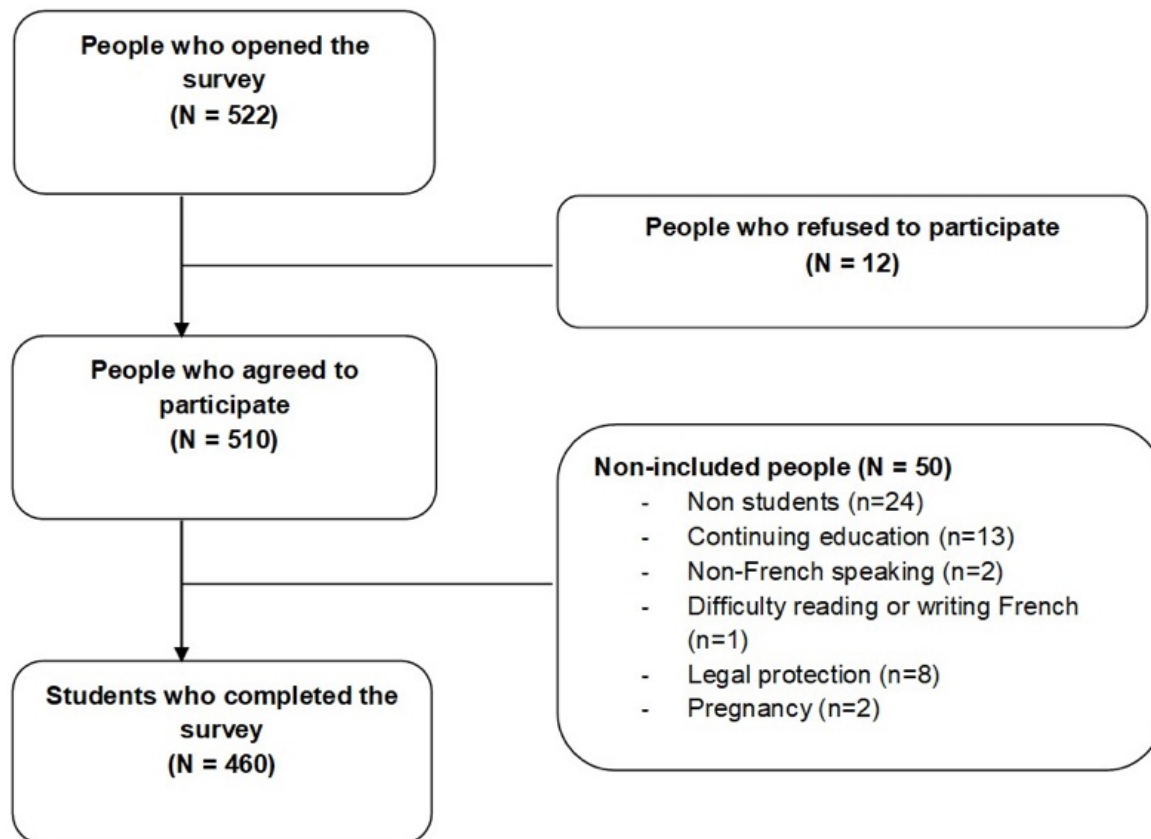 People who opened the
survey
(N = 522)
People who refused to participate
(N = 12)
People who agreed to
participate
(N = 510)
Non-included people (N = 50)
- Non students (n=24)
- Continuing education (n=13)
- Non-French speaking (n=2)
- Difficulty reading or writing French
(n=1)
- Legal protection (n=8)
- Pregnancy (n=2)
Students who completed the
survey
(N = 460)